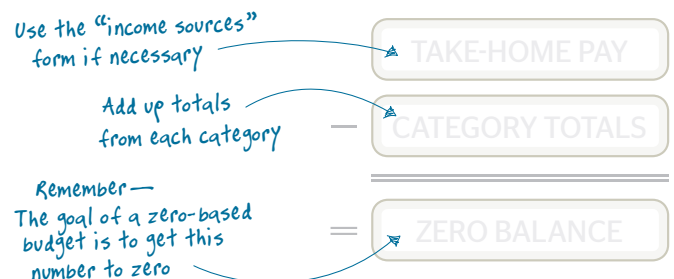 Use the “income sources”
form if necessary
TAKE-HOME PAY
Add up totals
from each category
— CATEGORY TOTALS
Remember—
The goal of a zero-based
budget is to get this
number to zero
= ZERO BALANCE